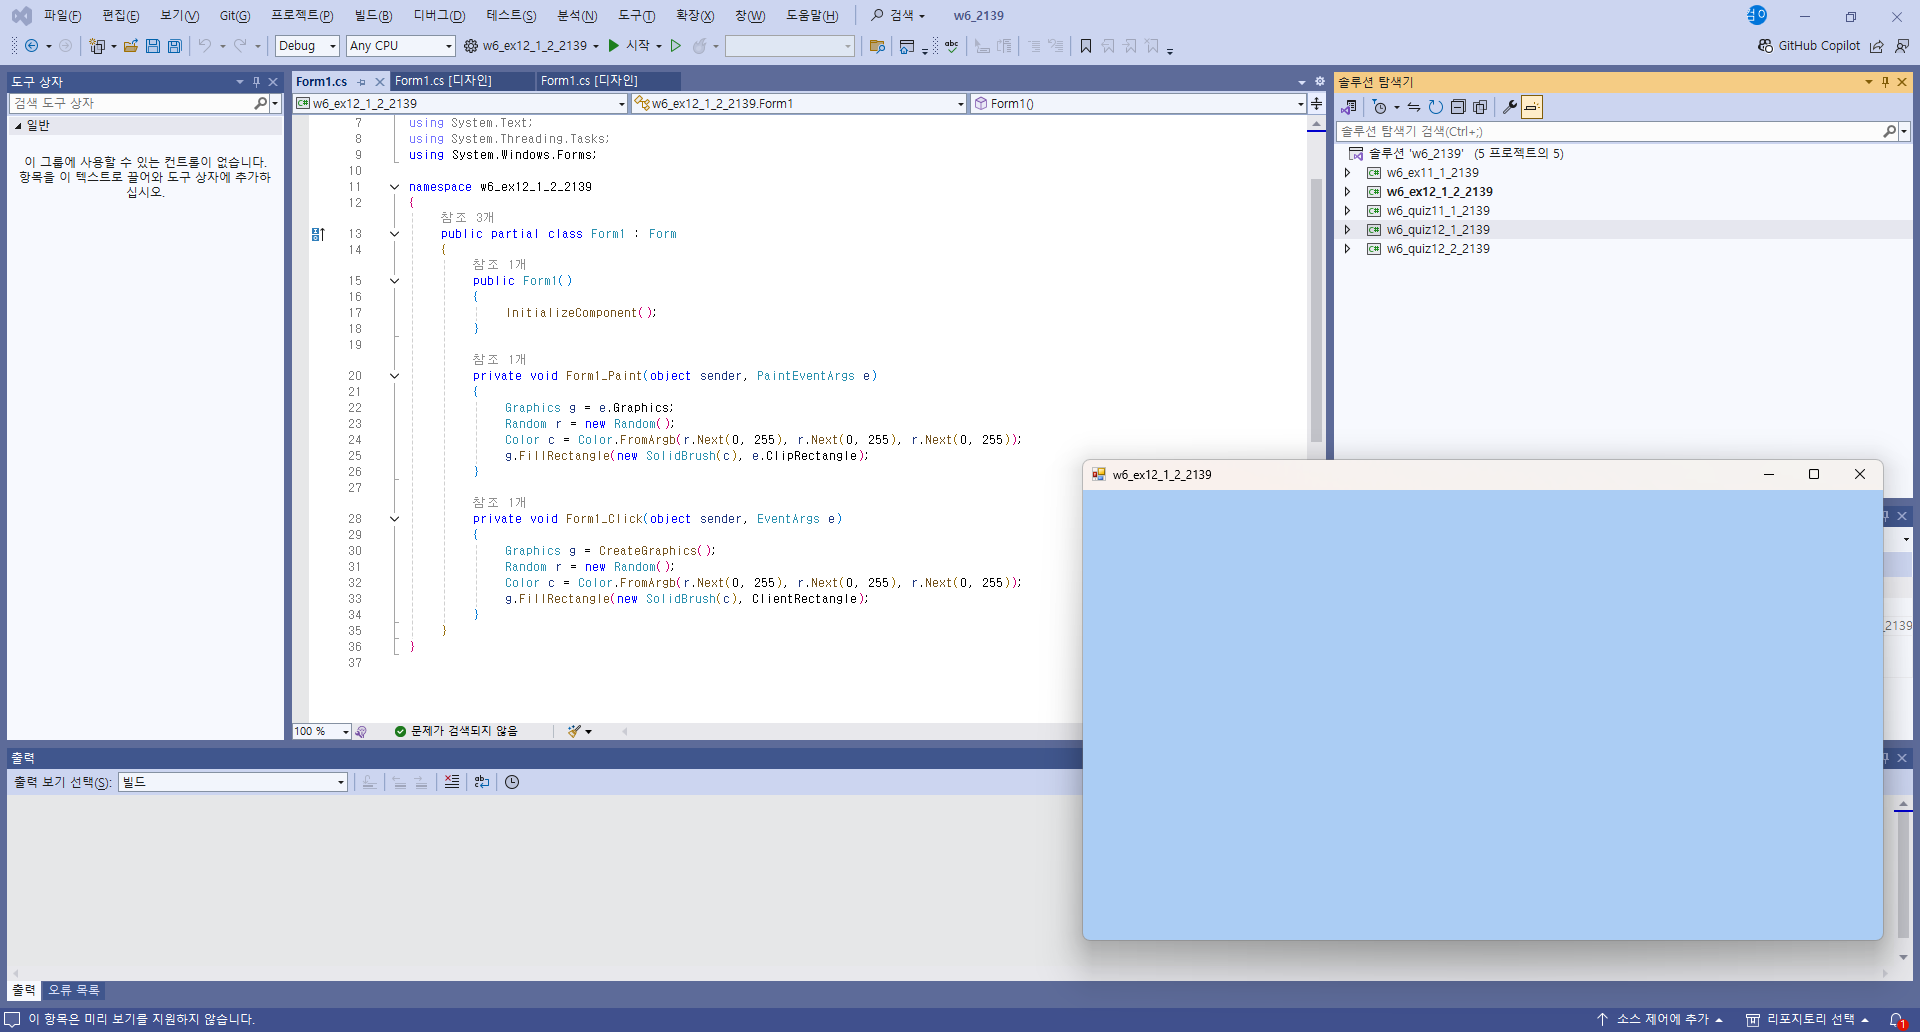 파일(F) 편집(E) 보기(V) Git(G) 프로젝트(P) 빌드(B) 디버그(D) 테스트(S) 분석(N) 도구(T) 확장(X) 창(W) 도움말(H) 검색 w6_2139
Debug Any CPU w6_ex12_1_2_2139 시작 GitHub Copilot
도구 상자
검색 도구 상자
일반
이 그룹에 사용할 수 있는 컨트롤이 없습니다.
항목을 이 텍스트로 끌어와 도구 상자에 추가하
십시오.
Form1.cs Form1.cs [디자인] Form1.cs [디자인]
w6_ex12_1_2_2139 w6_ex12_1_2_2139.Form1 Form1()
7 using System.Text;
8 using System.Threading.Tasks;
9 using System.Windows.Forms;
10
11 namespace w6_ex12_1_2_2139
12 {
참조 3개
13 public partial class Form1 : Form
14 {
참조 1개
15 public Form1()
16 {
17 InitializeComponent();
18 }
19
참조 1개
20 private void Form1_Paint(object sender, PaintEventArgs e)
21 {
22 Graphics g = e.Graphics;
23 Random r = new Random();
24 Color c = Color.FromArgb(r.Next(0, 255), r.Next(0, 255), r.Next(0, 255));
25 g.FillRectangle(new SolidBrush(c), e.ClipRectangle);
26 }
27
참조 1개
28 private void Form1_Click(object sender, EventArgs e)
29 {
30 Graphics g = CreateGraphics();
31 Random r = new Random();
32 Color c = Color.FromArgb(r.Next(0, 255), r.Next(0, 255), r.Next(0, 255));
33 g.FillRectangle(new SolidBrush(c), ClientRectangle);
34 }
35 }
36 }
37
100 % 문제가 검색되지 않음
솔루션 탐색기
솔루션 탐색기 검색(Ctrl+;)
솔루션 'w6_2139' (5 프로젝트의 5)
w6_ex11_1_2139
w6_ex12_1_2_2139
w6_quiz11_1_2139
w6_quiz12_1_2139
w6_quiz12_2_2139
w6_ex12_1_2_2139
_2139
출력
출력 보기 선택(S): 빌드
출력 오류 목록
이 항목은 미리 보기를 지원하지 않습니다. 소스 제어에 추가 리포지토리 선택 1